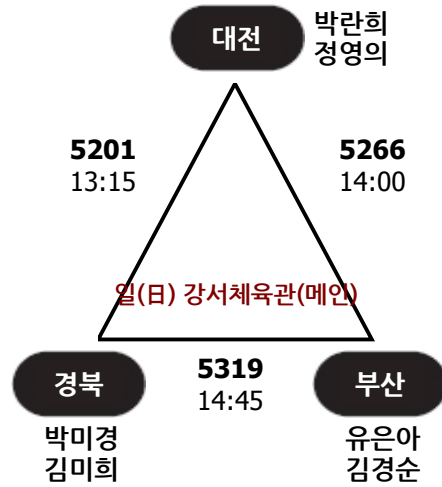 대전
박란희
정영의
5201
13:15
5266
14:00
일(日) 강서체육관(메인)
경북
5319
14:45
부산
박미경
김미희
유은아
김경순